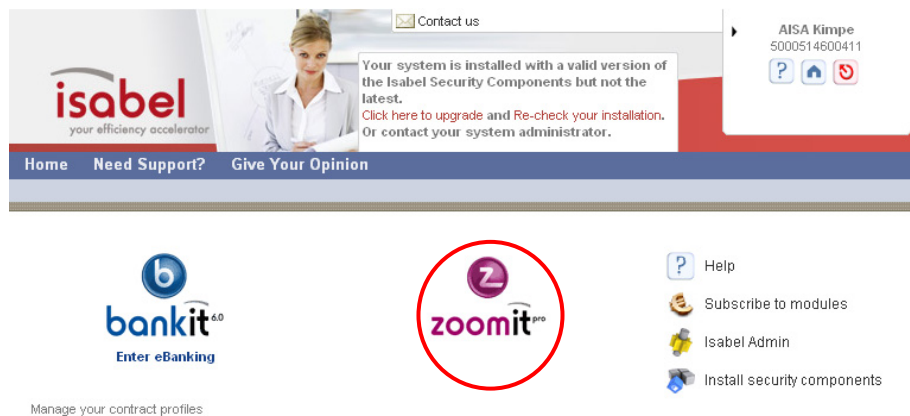 Contact us
AISA Kimpe
5000514600411
?
isabel
your efficiency accelerator
Your system is installed with a valid version of
the Isabel Security Components but not the
latest.
Click here to upgrade and Re-check your installation.
Or contact your system administrator.
Home Need Support? Give Your Opinion
b
bankit 6.0
Enter eBanking
z
zoomit pro
? Help
Subscribe to modules
Isabel Admin
Install security components
Manage your contract profiles